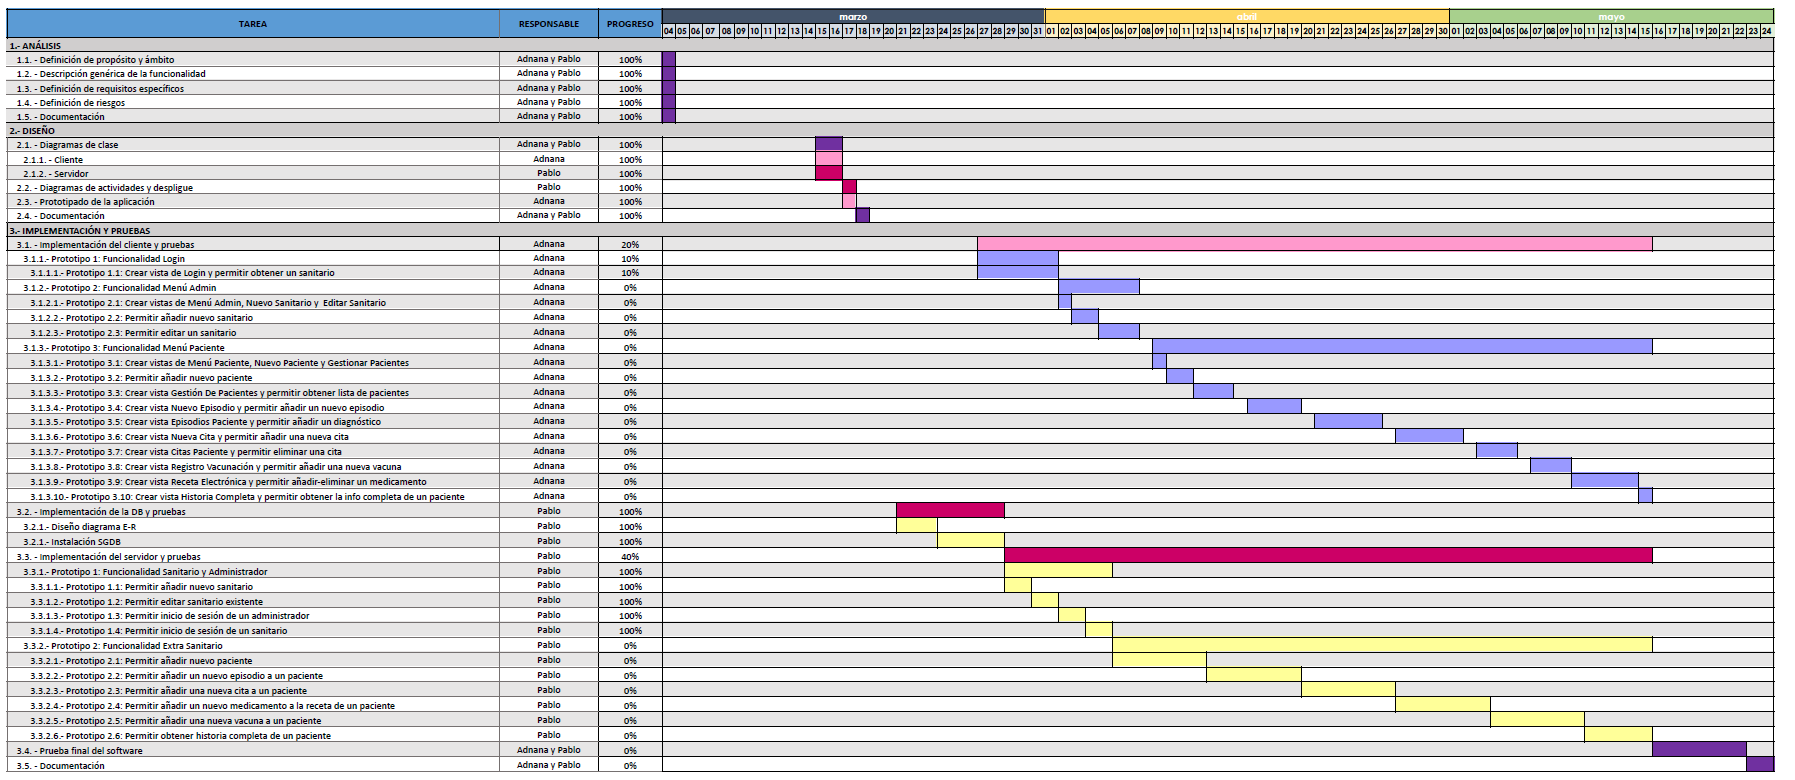 TAREA RESPONSABLE PROGRESO marzo abril mayo
04 05 06 07 08 09 10 11 12 13 14 15 16 17 18 19 20 21 22 23 24 25 26 27 28 29 30 31 01 02 03 04 05 06 07 08 09 10 11 12 13 14 15 16 17 18 19 20 21 22 23 24 25 26 27 28 29 30 01 02 03 04 05 06 07 08 09 10 11 12 13 14 15 16 17 18 19 20 21 22 23 24
1.- ANÁLISIS
1.1. - Definición de propósito y ámbito Adnana y Pablo 100%
1.2. - Descripción genérica de la funcionalidad Adnana y Pablo 100%
1.3. - Definición de requisitos específicos Adnana y Pablo 100%
1.4. - Definición de riesgos Adnana y Pablo 100%
1.5. - Documentación Adnana y Pablo 100%
2.- DISEÑO
2.1. - Diagramas de clase Adnana y Pablo 100%
2.1.1. - Cliente Adnana 100%
2.1.2. - Servidor Pablo 100%
2.2. - Diagramas de actividades y despligue Pablo 100%
2.3. - Prototipado de la aplicación Adnana 100%
2.4. - Documentación Adnana y Pablo 100%
3.- IMPLEMENTACIÓN Y PRUEBAS
3.1. - Implementación del cliente y pruebas Adnana 20%
3.1.1.- Prototipo 1: Funcionalidad Login Adnana 10%
3.1.1.1.- Prototipo 1.1: Crear vista de Login y permitir obtener un sanitario Adnana 10%
3.1.2.- Prototipo 2: Funcionalidad Menú Admin Adnana 0%
3.1.2.1.- Prototipo 2.1: Crear vistas de Menú Admin, Nuevo Sanitario y Editar Sanitario Adnana 0%
3.1.2.2.- Prototipo 2.2: Permitir añadir nuevo sanitario Adnana 0%
3.1.2.3.- Prototipo 2.3: Permitir editar un sanitario Adnana 0%
3.1.3.- Prototipo 3: Funcionalidad Menú Paciente Adnana 0%
3.1.3.1.- Prototipo 3.1: Crear vistas de Menú Paciente, Nuevo Paciente y Gestionar Pacientes Adnana 0%
3.1.3.2.- Prototipo 3.2: Permitir añadir nuevo paciente Adnana 0%
3.1.3.3.- Prototipo 3.3: Crear vista Gestión De Pacientes y permitir obtener lista de pacientes Adnana 0%
3.1.3.4.- Prototipo 3.4: Crear vista Nuevo Episodio y permitir añadir un nuevo episodio Adnana 0%
3.1.3.5.- Prototipo 3.5: Crear vista Episodios Paciente y permitir añadir un diagnóstico Adnana 0%
3.1.3.6.- Prototipo 3.6: Crear vista Nueva Cita y permitir añadir una nueva cita Adnana 0%
3.1.3.7.- Prototipo 3.7: Crear vista Citas Paciente y permitir eliminar una cita Adnana 0%
3.1.3.8.- Prototipo 3.8: Crear vista Registro Vacunación y permitir añadir una nueva vacuna Adnana 0%
3.1.3.9.- Prototipo 3.9: Crear vista Receta Electrónica y permitir añadir-eliminar un medicamento Adnana 0%
3.1.3.10.- Prototipo 3.10: Crear vista Historia Completa y permitir obtener la info completa de un paciente Adnana 0%
3.2. - Implementación de la DB y pruebas Pablo 100%
3.2.1.- Diseño diagrama E-R Pablo 100%
3.2.1.- Instalación SGDB Pablo 100%
3.3. - Implementación del servidor y pruebas Pablo 40%
3.3.1.- Prototipo 1: Funcionalidad Sanitario y Administrador Pablo 100%
3.3.1.1.- Prototipo 1.1: Permitir añadir nuevo sanitario Pablo 100%
3.3.1.2.- Prototipo 1.2: Permitir editar sanitario existente Pablo 100%
3.3.1.3.- Prototipo 1.3: Permitir inicio de sesión de un administrador Pablo 100%
3.3.1.4.- Prototipo 1.4: Permitir inicio de sesión de un sanitario Pablo 100%
3.3.2.- Prototipo 2: Funcionalidad Extra Sanitario Pablo 0%
3.3.2.1.- Prototipo 2.1: Permitir añadir nuevo paciente Pablo 0%
3.3.2.2.- Prototipo 2.2: Permitir añadir un nuevo episodio a un paciente Pablo 0%
3.3.2.3.- Prototipo 2.3: Permitir añadir una nueva cita a un paciente Pablo 0%
3.3.2.4.- Prototipo 2.4: Permitir añadir un nuevo medicamento a la receta de un paciente Pablo 0%
3.3.2.5.- Prototipo 2.5: Permitir añadir una nueva vacuna a un paciente Pablo 0%
3.3.2.6.- Prototipo 2.6: Permitir obtener historia completa de un paciente Pablo 0%
3.4. - Prueba final del software Adnana y Pablo 0%
3.5. - Documentación Adnana y Pablo 0%